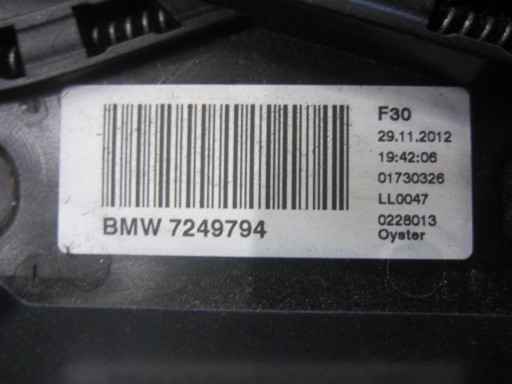 F30
29.11.2012
19:42:06
01730326
LL0047
BMW 7249794
0228013
Oyster